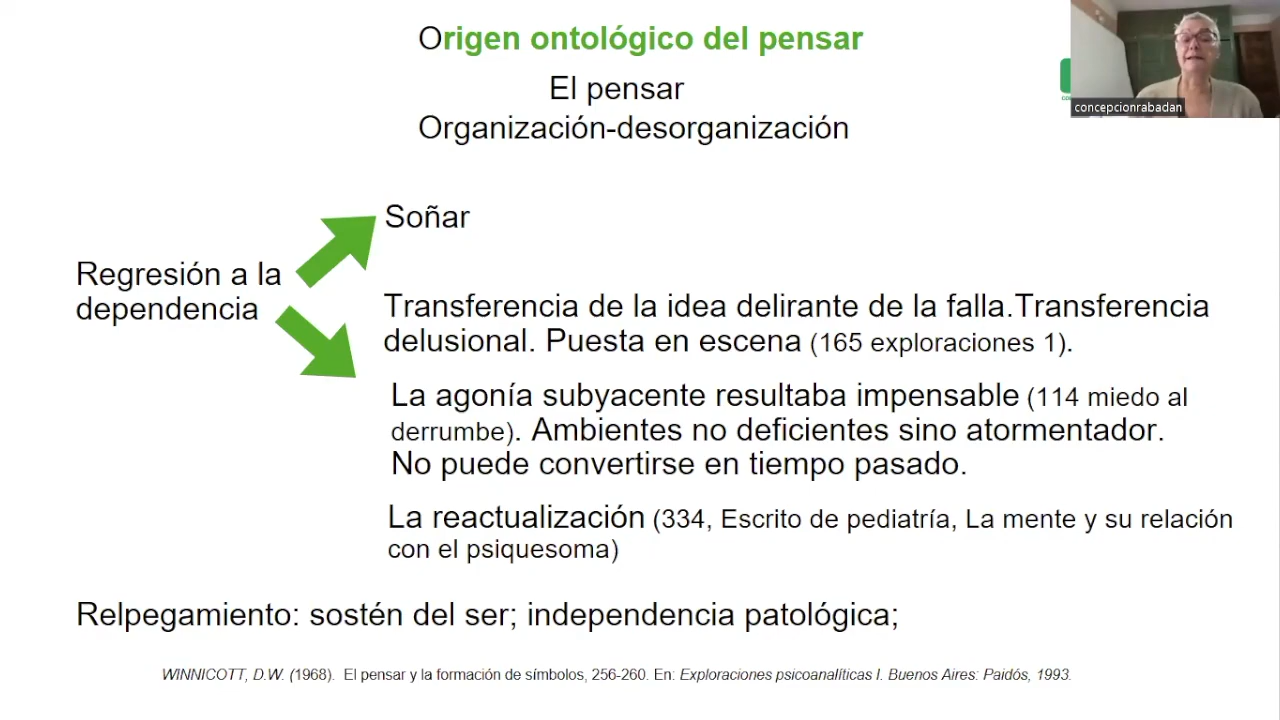 Origen ontológico del pensar
El pensar
Organización-desorganización
concepcionrabadan
Soñar
Regresión a la
dependencia
Transferencia de la idea delirante de la falla.Transferencia
delusional. Puesta en escena (165 exploraciones 1).
La agonía subyacente resultaba impensable (114 miedo al
derrumbe). Ambientes no deficientes sino atormentador.
No puede convertirse en tiempo pasado.
La reactualización (334, Escrito de pediatría, La mente y su relación
con el psiquesoma)
Relpegamiento: sostén del ser; independencia patológica;
WINNICOTT, D.W. (1968). El pensar y la formación de símbolos, 256-260. En: Exploraciones psicoanalíticas I. Buenos Aires: Paidós, 1993.